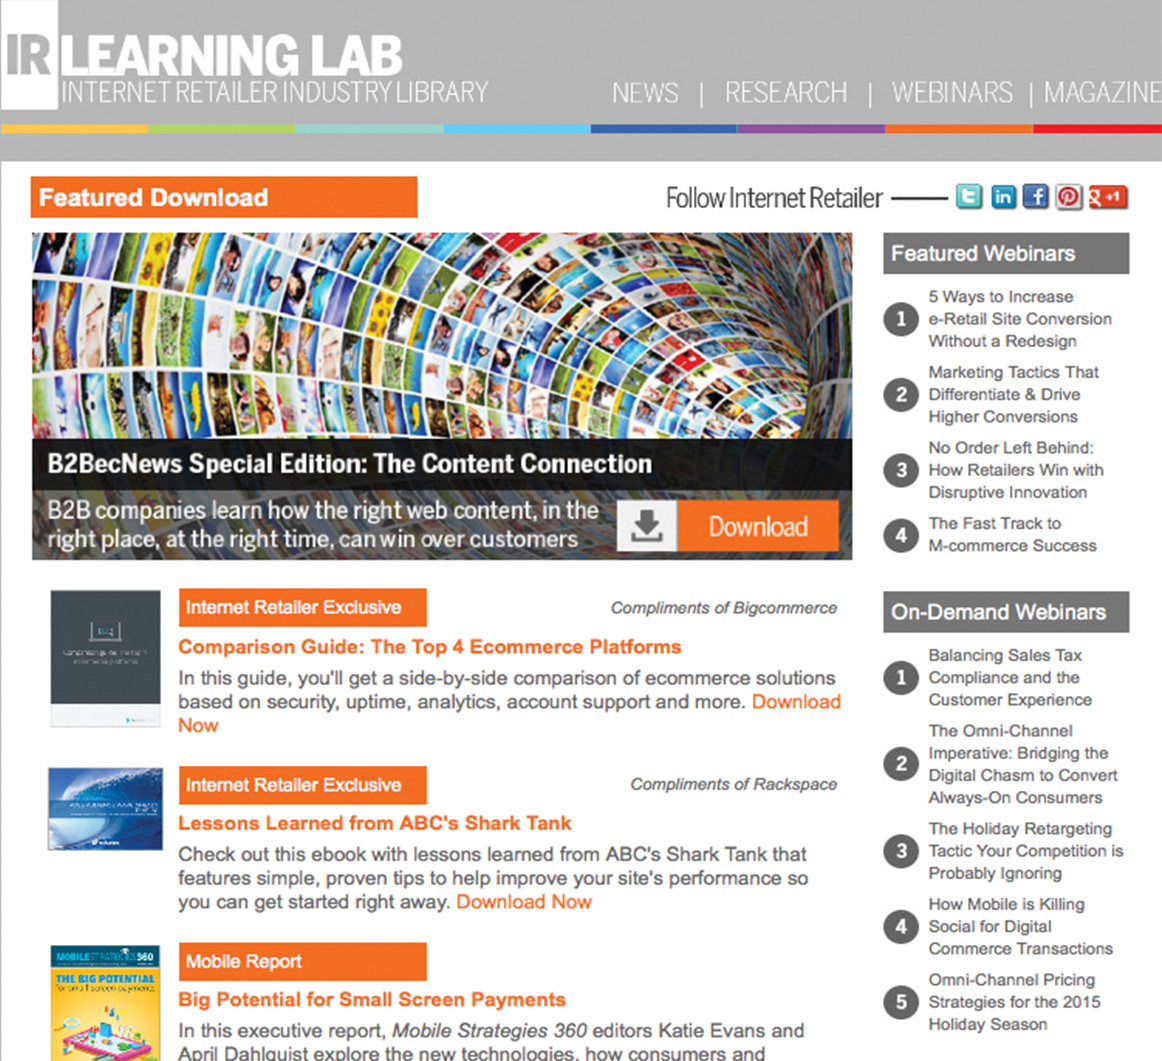 IR LEARNING LAB
INTERNET RETAILER INDUSTRY LIBRARY
NEWS | RESEARCH | WEBINARS | MAGAZINE
Featured Download
Follow Internet Retailer
+1
B2BecNews Special Edition: The Content Connection
B2B companies learn how the right web content, in the
right place, at the right time, can win over customers
Download
Internet Retailer Exclusive
Compliments of Bigcommerce
Comparison Guide: The Top 4 Ecommerce Platforms
In this guide, you'll get a side-by-side comparison of ecommerce solutions
based on security, uptime, analytics, account support and more. Download
Now
Internet Retailer Exclusive
Compliments of Rackspace
Lessons Learned from ABC's Shark Tank
Check out this ebook with lessons learned from ABC's Shark Tank that
features simple, proven tips to help improve your site's performance so
you can get started right away. Download Now
MOBILESTRATEGIES360
THE BIG POTENTIAL
for small screen payments
Mobile Report
Big Potential for Small Screen Payments
In this executive report, Mobile Strategies 360 editors Katie Evans and
April Dahlquist explore the new technologies, how consumers and
Featured Webinars
1
5 Ways to Increase
e-Retail Site Conversion
Without a Redesign
2
Marketing Tactics That
Differentiate & Drive
Higher Conversions
3
No Order Left Behind:
How Retailers Win with
Disruptive Innovation
4
The Fast Track to
M-commerce Success
On-Demand Webinars
1
Balancing Sales Tax
Compliance and the
Customer Experience
2
The Omni-Channel
Imperative: Bridging the
Digital Chasm to Convert
Always-On Consumers
3
The Holiday Retargeting
Tactic Your Competition is
Probably Ignoring
4
How Mobile is Killing
Social for Digital
Commerce Transactions
5
Omni-Channel Pricing
Strategies for the 2015
Holiday Season